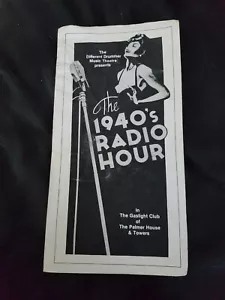 The
Different Drummer
Music Theatre
presents
The
1940's
RADIO
HOUR
In
The Gaslight Club
of
The Palmer House
& Towers